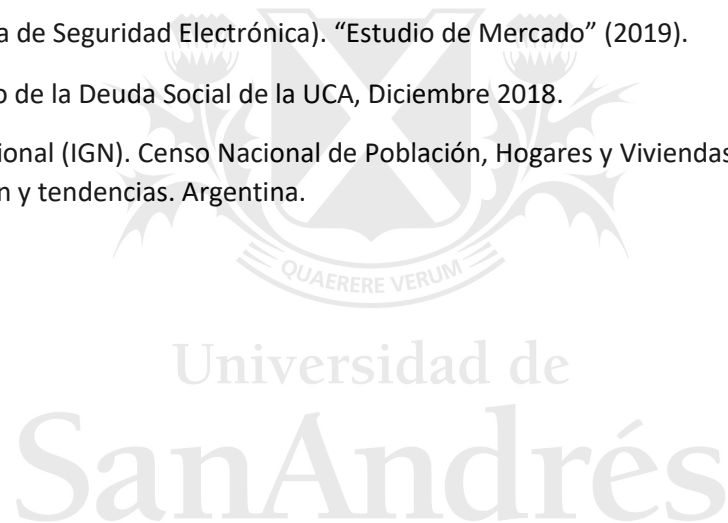 a de Seguridad Electrónica). “Estudio de Mercado” (2019).
o de la Deuda Social de la UCA, Diciembre 2018.
ional (IGN). Censo Nacional de Población, Hogares y Viviendas
n y tendencias. Argentina.
QUAERERE VERUM
Universidad de
SanAndrés